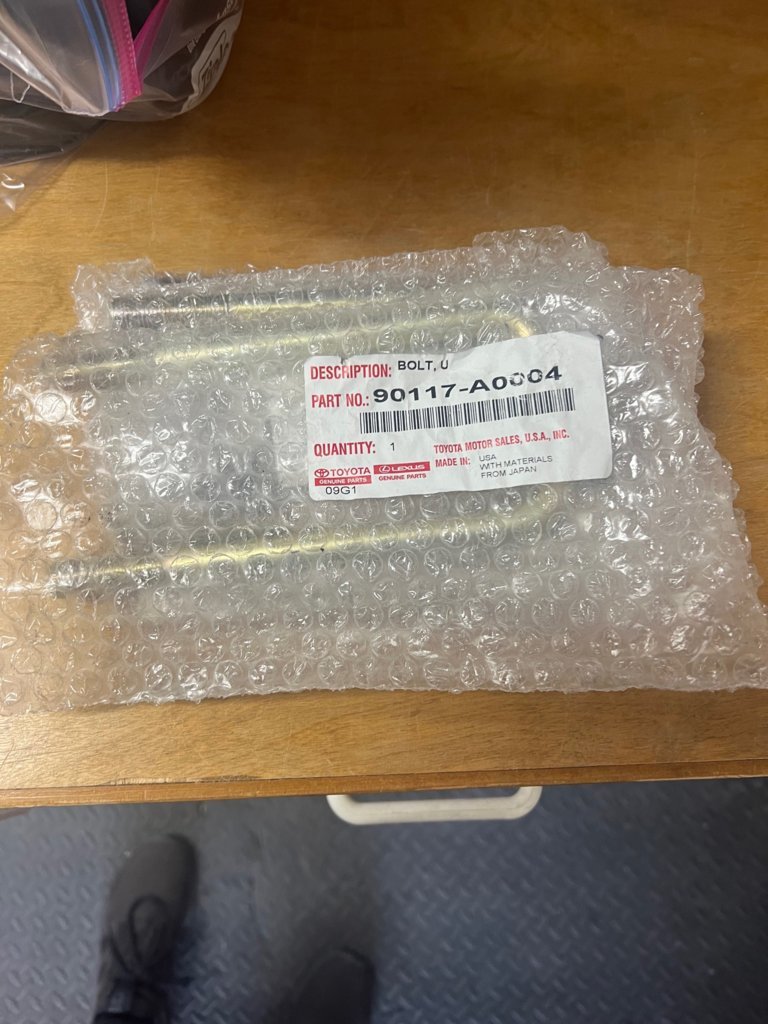 DESCRIPTION: BOLT, U
PART NO.: 90117-A0004
QUANTITY: 1
TOYOTA MOTOR SALES, U.S.A., INC.
MADE IN: USA
WITH MATERIALS
FROM JAPAN
TOYOTA
GENUINE PARTS
LEXUS
GENUINE PARTS
09G1